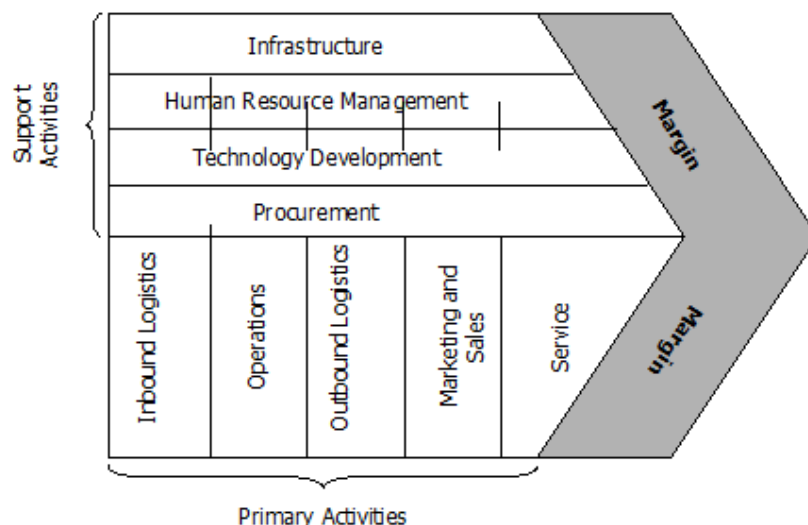 Support
Activities
Infrastructure
Human Resource Management
Technology Development
Procurement
Margin
Inbound Logistics
Operations
Outbound Logistics
Marketing and
Sales
Service
Margin
Primary Activities